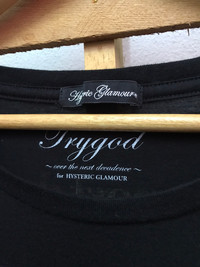 Glamour
Trygod
~ over the next decadence ~
for HYSTERIC GLAMOUR